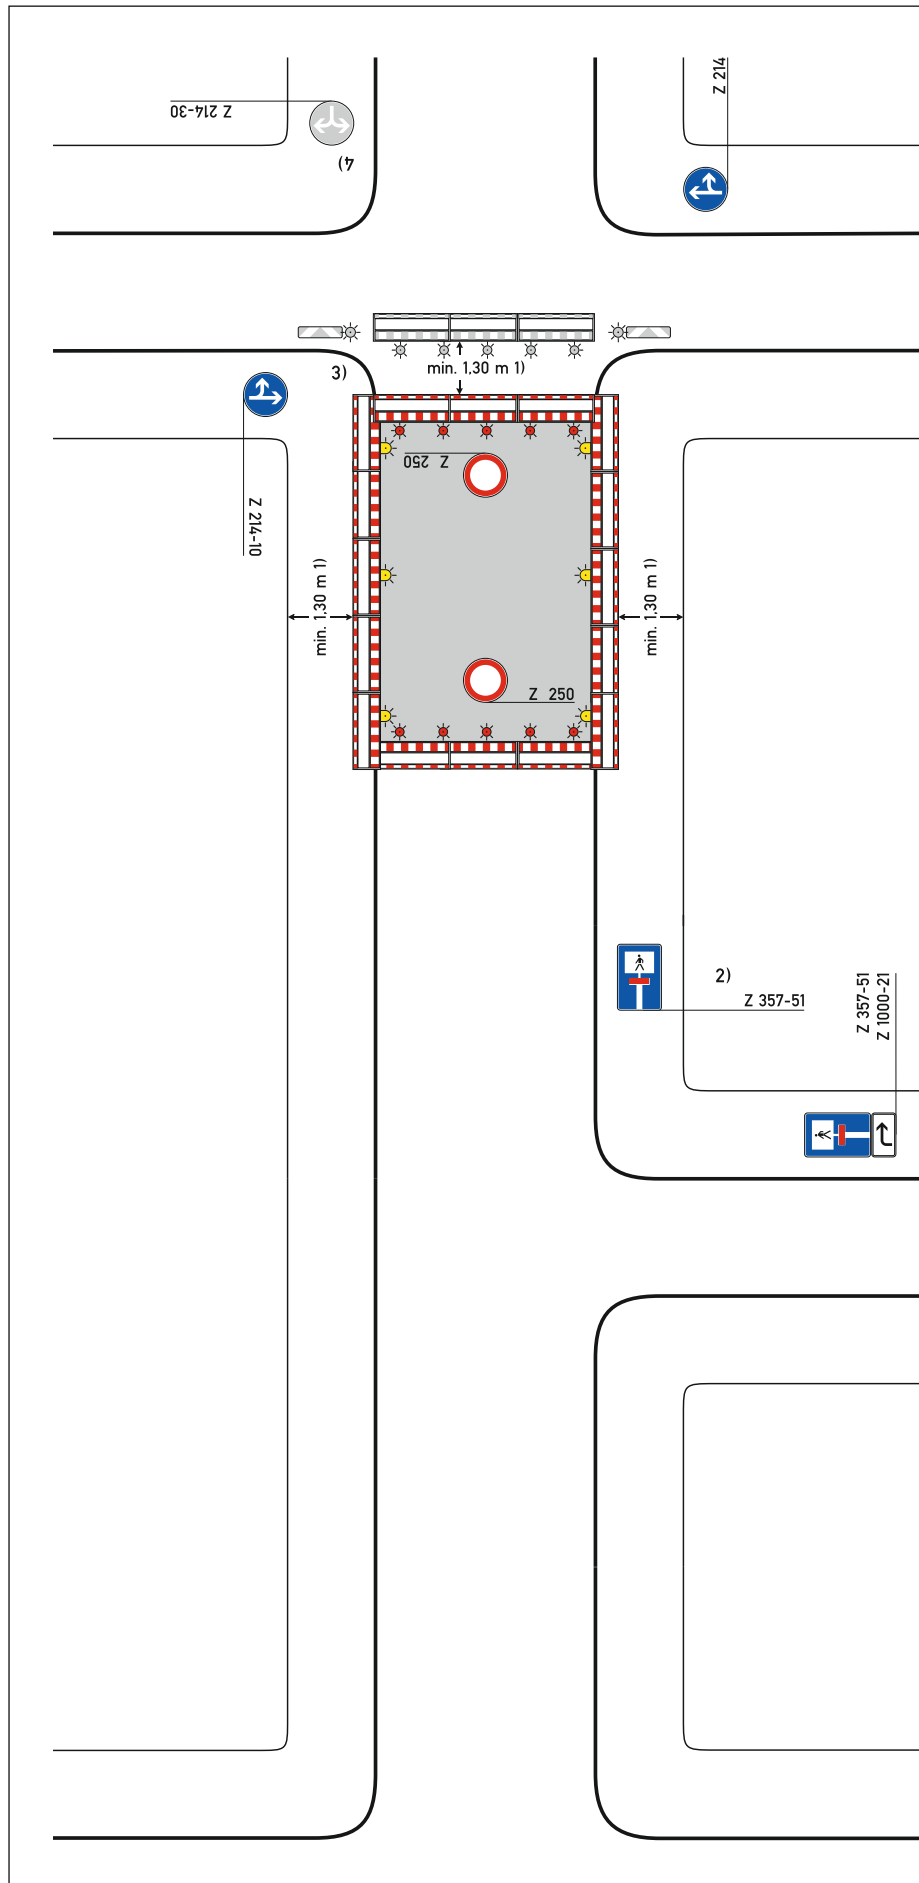 Z 214-30
4)
Z 214
3)
min. 1,30 m 1)
Z 214-10
Z 250
min. 1,30 m 1)
min. 1,30 m 1)
Z 250
2)
Z 357-51
Z 357-51
Z 1000-21